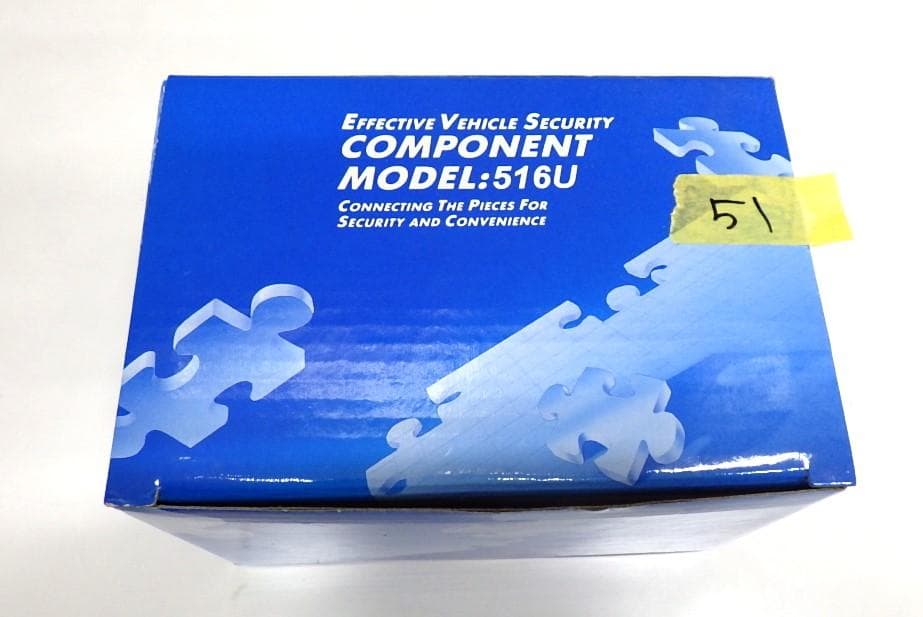 EFFECTIVE VEHICLE SECURITY
COMPONENT
MODEL:516U
CONNECTING THE PIECES FOR
SECURITY AND CONVENIENCE
51